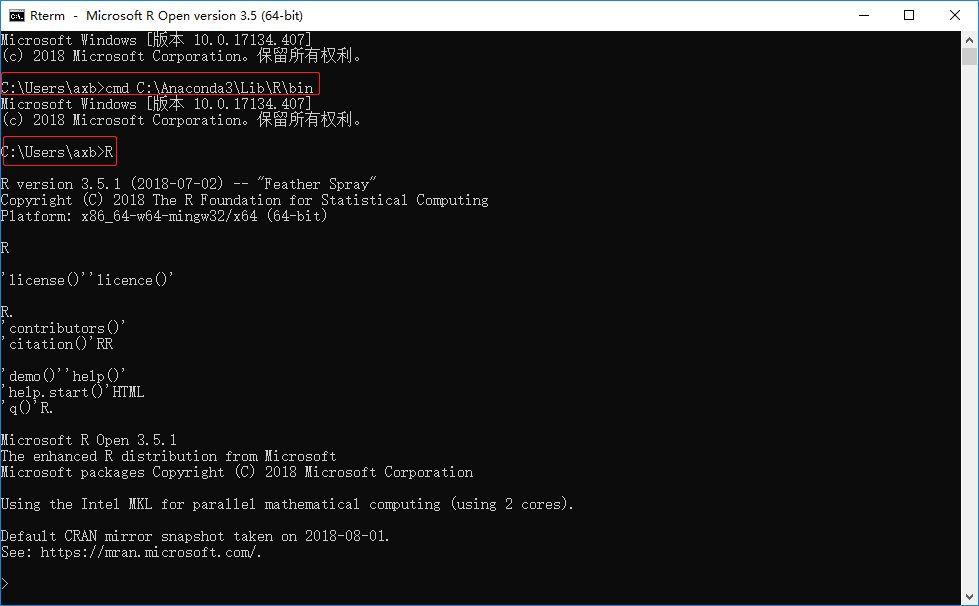 Rterm - Microsoft R Open version 3.5 (64-bit)
Microsoft Windows [版本 10.0.17134.407]
(c) 2018 Microsoft Corporation。保留所有权利。
C:\Users\axb>cmd C:\Anaconda3\Lib\R\bin
Microsoft Windows [版本 10.0.17134.407]
(c) 2018 Microsoft Corporation。保留所有权利。
C:\Users\axb>R
R version 3.5.1 (2018-07-02) -- "Feather Spray"
Copyright (C) 2018 The R Foundation for Statistical Computing
Platform: x86_64-w64-mingw32/x64 (64-bit)
R
'license()''licence()'
R.
'contributors()'
'citation()'RR
'demo()''help()'
'help.start()'HTML
'q()'R.
Microsoft R Open 3.5.1
The enhanced R distribution from Microsoft
Microsoft packages Copyright (C) 2018 Microsoft Corporation
Using the Intel MKL for parallel mathematical computing (using 2 cores).
Default CRAN mirror snapshot taken on 2018-08-01.
See: https://mran.microsoft.com/.
>